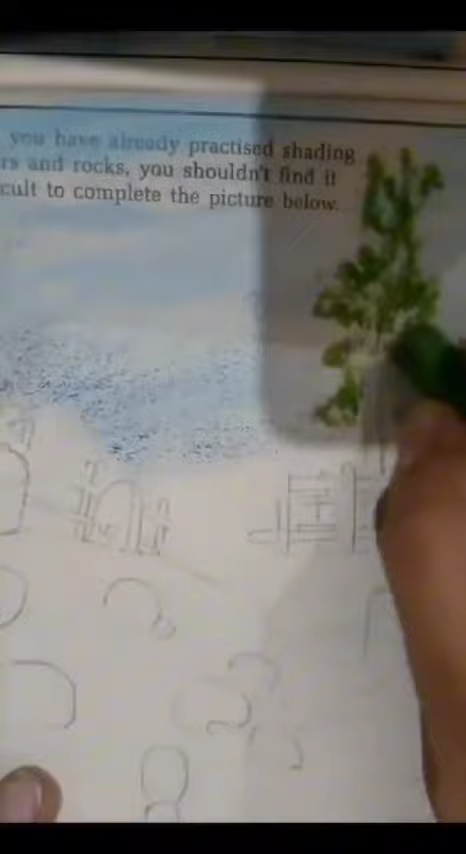 you have already practised shading
rs and rocks, you shouldn't find it
cult to complete the picture below.